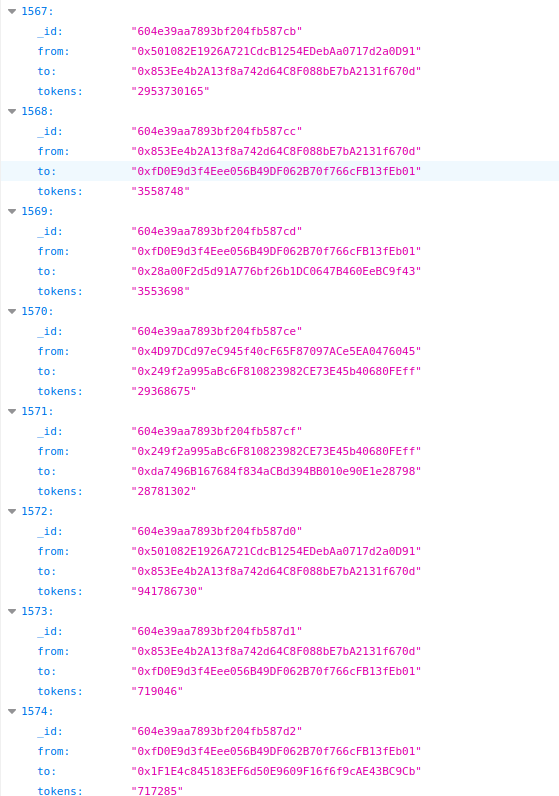 1567:
_id: "604e39aa7893bf204fb587cb"
from: "0x501082E1926A721CdcB1254EDebAa0717d2a0D91"
to: "0x853Ee4b2A13f8a742d64C8F088bE7bA2131f670d"
tokens: "2953730165"
1568:
_id: "604e39aa7893bf204fb587cc"
from: "0x853Ee4b2A13f8a742d64C8F088bE7bA2131f670d"
to: "0xfD0E9d3f4Eee056B49DF062B70f766cFB13fEb01"
tokens: "3558748"
1569:
_id: "604e39aa7893bf204fb587cd"
from: "0xfD0E9d3f4Eee056B49DF062B70f766cFB13fEb01"
to: "0x28a00F2d5d91A776bf26b1DC0647B460EeBC9f43"
tokens: "3553698"
1570:
_id: "604e39aa7893bf204fb587ce"
from: "0x4D97DCd97eC945f40cF65F87097ACe5EA0476045"
to: "0x249f2a995aBc6F810823982CE73E45b40680FEff"
tokens: "29368675"
1571:
_id: "604e39aa7893bf204fb587cf"
from: "0x249f2a995aBc6F810823982CE73E45b40680FEff"
to: "0xda7496B167684f834aCBd394BB010e90E1e28798"
tokens: "28781302"
1572:
_id: "604e39aa7893bf204fb587d0"
from: "0x501082E1926A721CdcB1254EDebAa0717d2a0D91"
to: "0x853Ee4b2A13f8a742d64C8F088bE7bA2131f670d"
tokens: "941786730"
1573:
_id: "604e39aa7893bf204fb587d1"
from: "0x853Ee4b2A13f8a742d64C8F088bE7bA2131f670d"
to: "0xfD0E9d3f4Eee056B49DF062B70f766cFB13fEb01"
tokens: "719046"
1574:
_id: "604e39aa7893bf204fb587d2"
from: "0xfD0E9d3f4Eee056B49DF062B70f766cFB13fEb01"
to: "0x1F1E4c845183EF6d50E9609F16f6f9cAE43BC9Cb"
tokens: "717285"